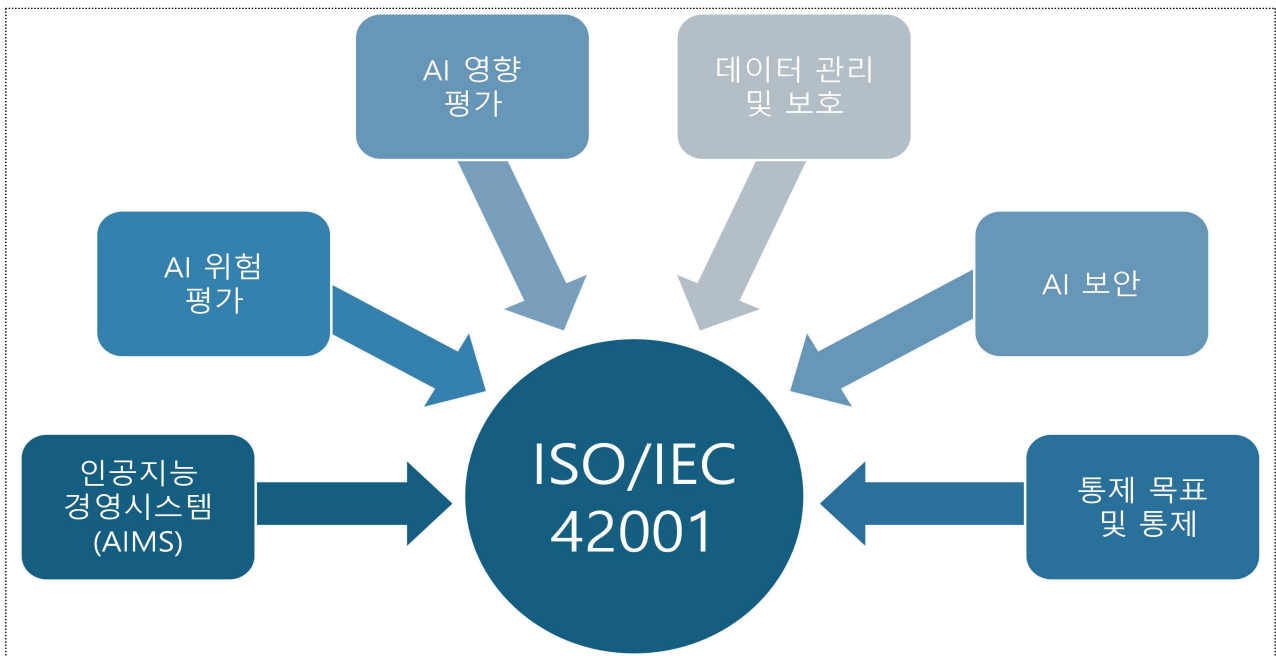 AI 영향
평가
데이터 관리
및 보호
AI 위험
평가
AI 보안
인공지능
경영시스템
(AIMS)
ISO/IEC
42001
통제 목표
및 통제